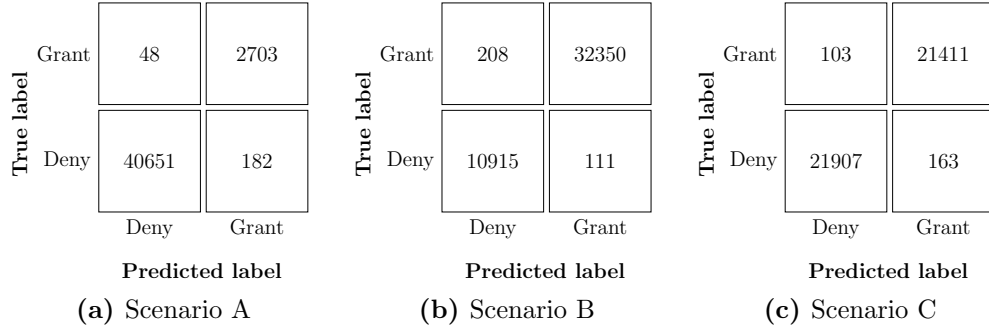 Grant 48 2703 Grant 208 32350 Grant 103 21411
True label True label True label
Deny 40651 182 Deny 10915 111 Deny 21907 163
Deny Grant Deny Grant Deny Grant
Predicted label Predicted label Predicted label
(a) Scenario A (b) Scenario B (c) Scenario C